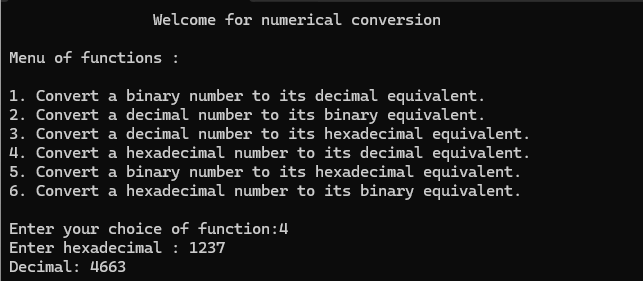 Welcome for numerical conversion
Menu of functions :
1. Convert a binary number to its decimal equivalent.
2. Convert a decimal number to its binary equivalent.
3. Convert a decimal number to its hexadecimal equivalent.
4. Convert a hexadecimal number to its decimal equivalent.
5. Convert a binary number to its hexadecimal equivalent.
6. Convert a hexadecimal number to its binary equivalent.
Enter your choice of function:4
Enter hexadecimal : 1237
Decimal: 4663